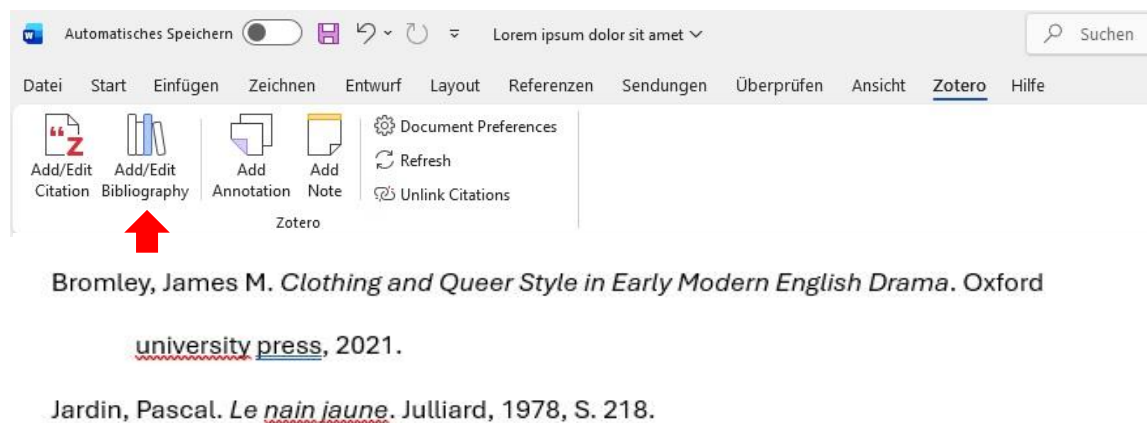 Automatisches Speichern Lorem ipsum dolor sit amet Suchen
Datei Start Einfügen Zeichnen Entwurf Layout Referenzen Sendungen Überprüfen Ansicht Zotero Hilfe
Add/Edit Citation
Add/Edit Bibliography
Add Annotation
Add Note
Document Preferences
Refresh
Unlink Citations
Zotero
Bromley, James M. Clothing and Queer Style in Early Modern English Drama. Oxford
university press, 2021.
Jardin, Pascal. Le nain jaune. Julliard, 1978, S. 218.